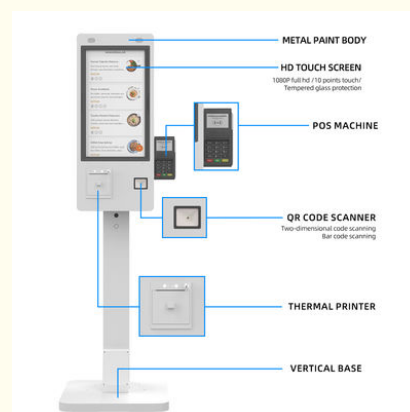 METAL PAINT BODY
HD TOUCH SCREEN
1080P full hd /10 points touch/
Tempered glass protection
POS MACHINE
QR CODE SCANNER
Two-dimensional code scanning
Bar code scanning
THERMAL PRINTER
VERTICAL BASE